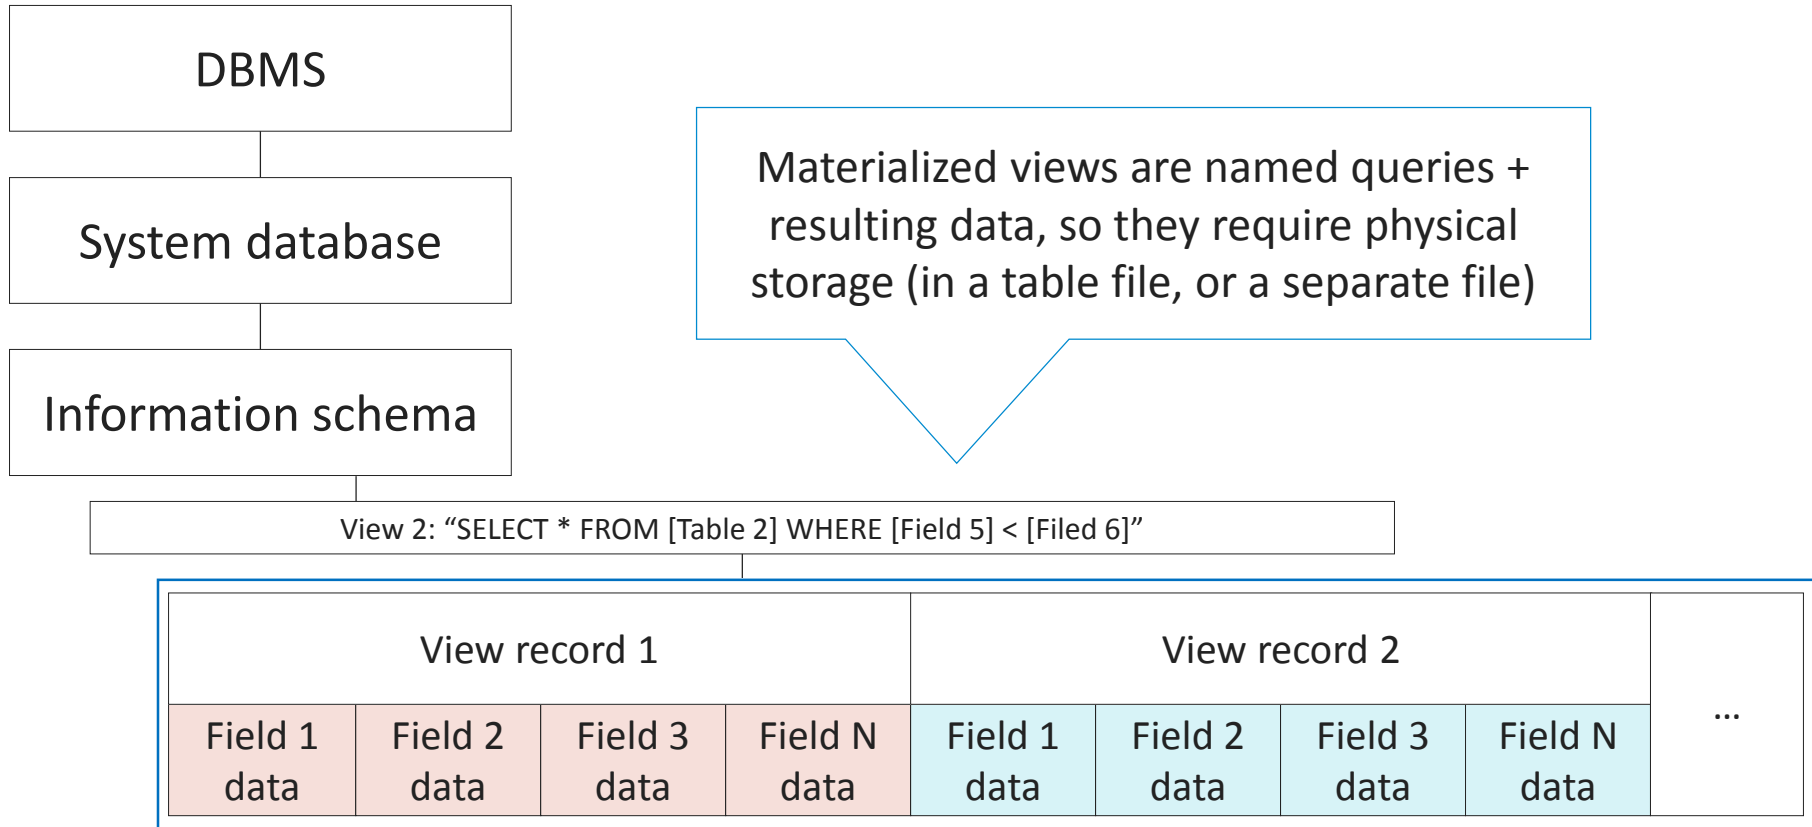 DBMS
System database
Information schema
Materialized views are named queries +
resulting data, so they require physical
storage (in a table file, or a separate file)
View 2: “SELECT * FROM [Table 2] WHERE [Field 5] < [Filed 6]”
View record 1
View record 2
...
Field 1
data
Field 2
data
Field 3
data
Field N
data
Field 1
data
Field 2
data
Field 3
data
Field N
data